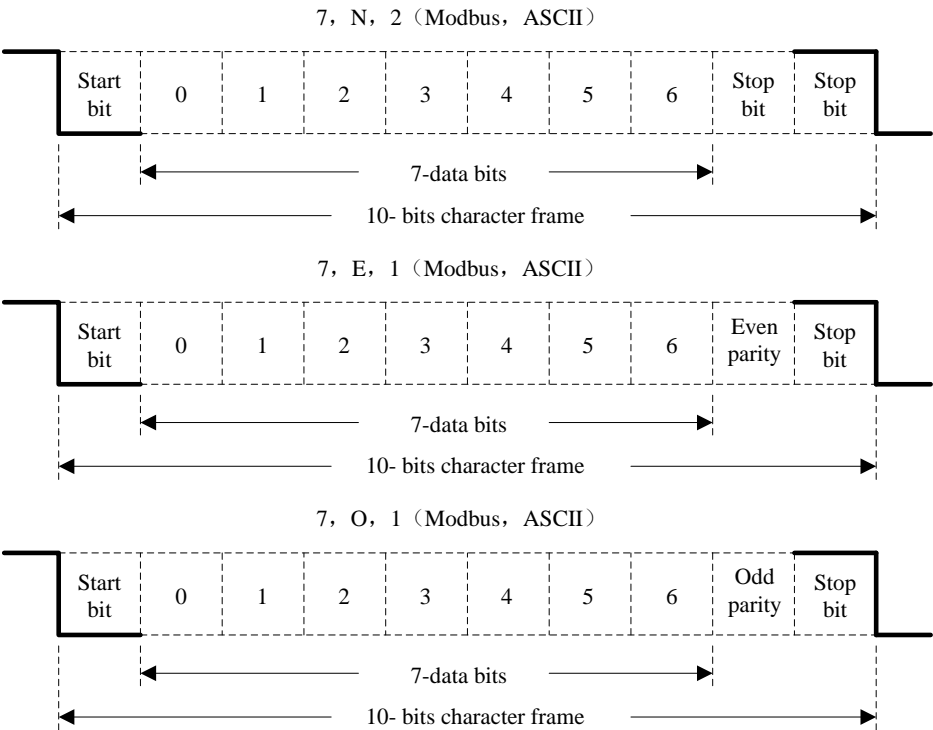 7，N，2（Modbus，ASCII）
Start bit 0 1 2 3 4 5 6 Stop bit Stop bit
7-data bits
10- bits character frame
7，E，1（Modbus，ASCII）
Start bit 0 1 2 3 4 5 6 Even parity Stop bit
7-data bits
10- bits character frame
7，O，1（Modbus，ASCII）
Start bit 0 1 2 3 4 5 6 Odd parity Stop bit
7-data bits
10- bits character frame